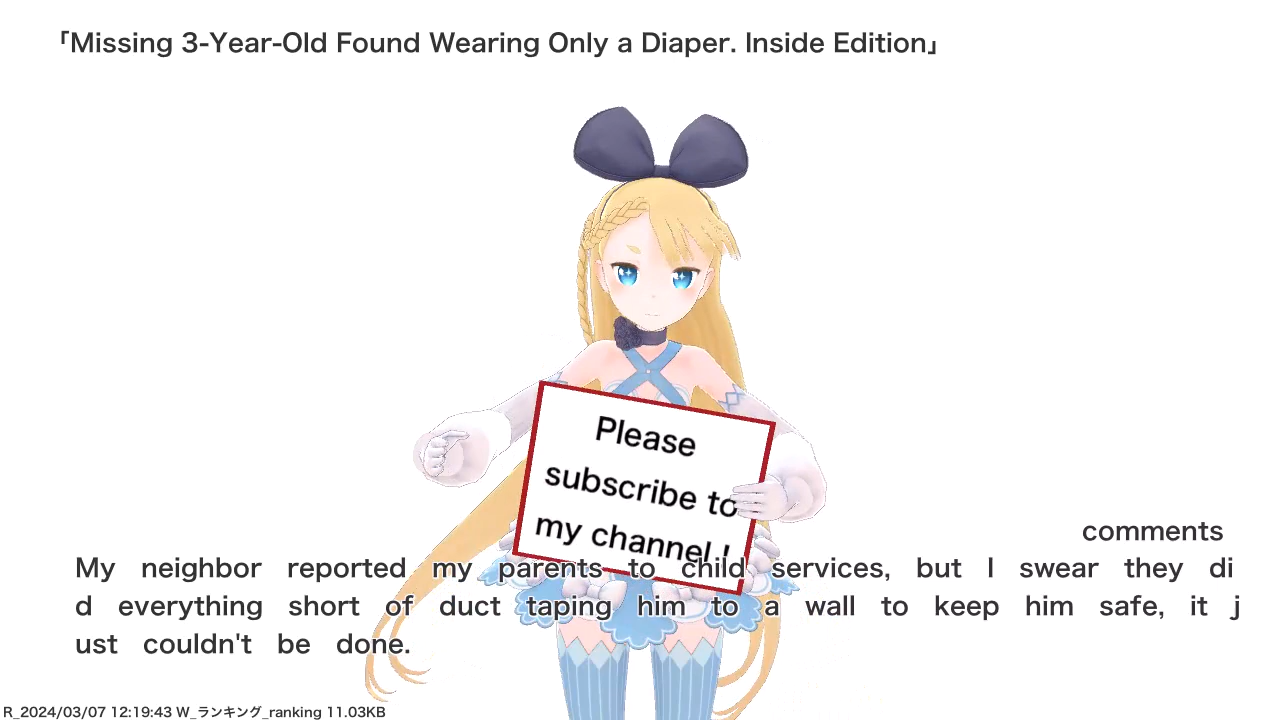 「Missing 3-Year-Old Found Wearing Only a Diaper. Inside Edition」
Please
subscribe to
my channel !
comments
My neighbor reported my parents to child services, but I swear they di
d everything short of duct taping him to a wall to keep him safe, it j
ust couldn't be done.
R_2024/03/07 12:19:43 W_ランキング_ranking 11.03KB